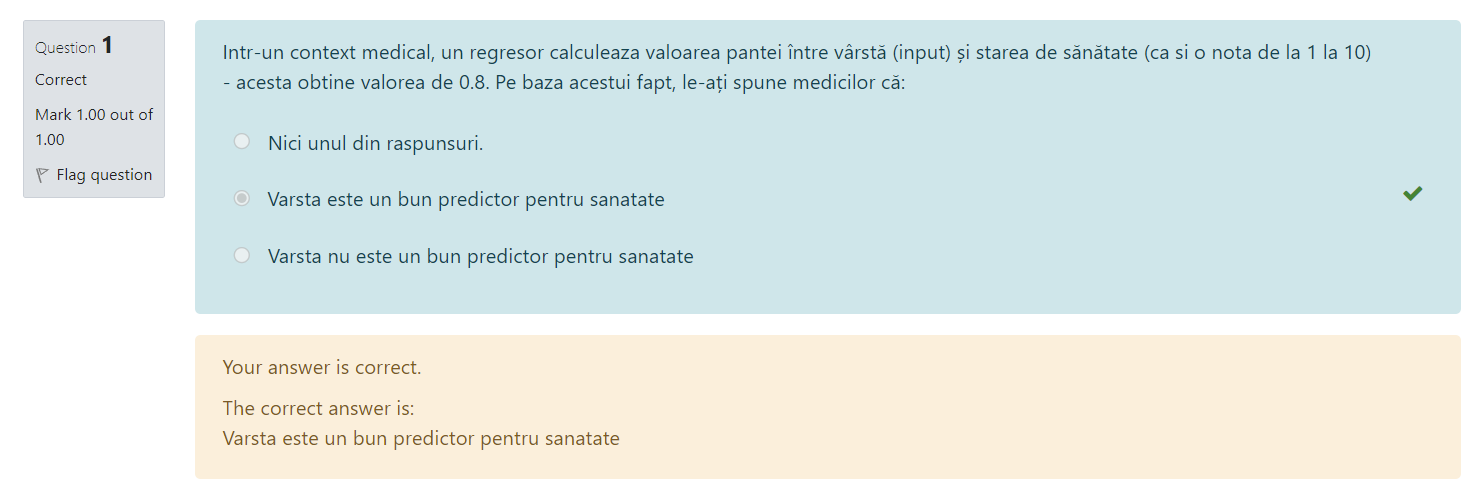 Question 1
Correct
Mark 1.00 out of
1.00
Flag question
Intr-un context medical, un regresor calculeaza valoarea pantei între vârstă (input) și starea de sănătate (ca si o nota de la 1 la 10)
- acesta obtine valorea de 0.8. Pe baza acestui fapt, le-ați spune medicilor că:
Nici unul din raspunsuri.
Varsta este un bun predictor pentru sanatate
Varsta nu este un bun predictor pentru sanatate
Your answer is correct.
The correct answer is:
Varsta este un bun predictor pentru sanatate